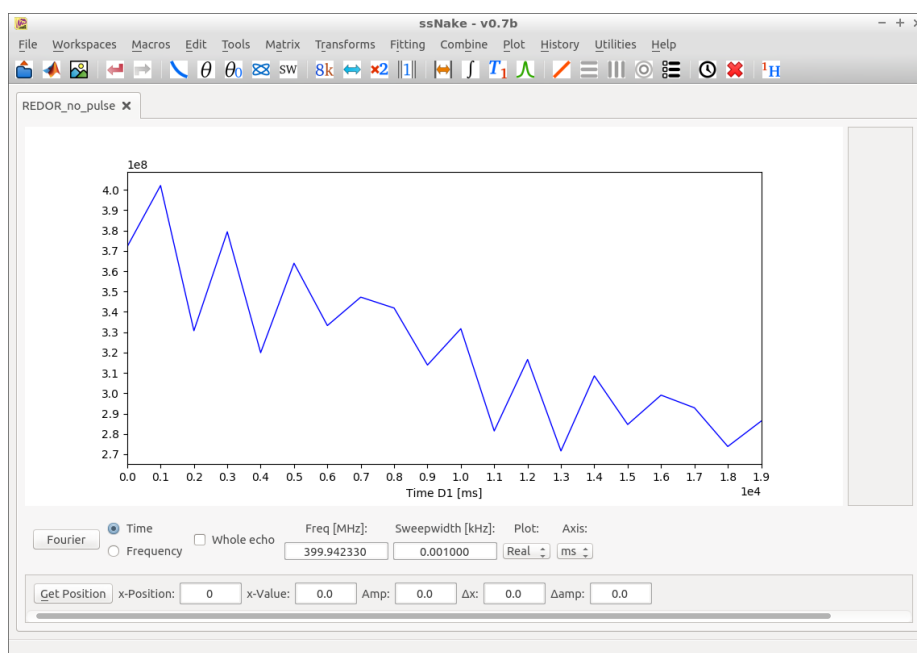 ssNake - v0.7b
File Workspaces Macros Edit Tools Matrix Transforms Fitting Combine Plot History Utilities Help
θ θ0 SW 8k ×2 ||1|| ∫ T1 1H
REDOR_no_pulse
1e8
4.0
3.9
3.8
3.7
3.6
3.5
3.4
3.3
3.2
3.1
3.0
2.9
2.8
2.7
0.0 0.1 0.2 0.3 0.4 0.5 0.6 0.7 0.8 0.9 1.0 1.1 1.2 1.3 1.4 1.5 1.6 1.7 1.8 1.9
Time D1 [ms]
1e4
Freq [MHz]: Sweepwidth [kHz]: Plot: Axis:
Fourier Time Whole echo 399.942330 0.001000 Real ms
Frequency
Get Position x-Position: 0 x-Value: 0.0 Amp: 0.0 Δx: 0.0 Δamp: 0.0